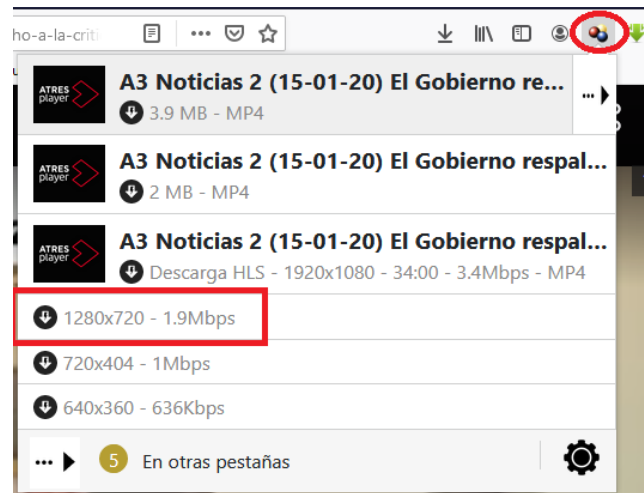 ho-a-la-criti
ATRES
player
A3 Noticias 2 (15-01-20) El Gobierno re...
3.9 MB - MP4
ATRES
player
A3 Noticias 2 (15-01-20) El Gobierno respal...
2 MB - MP4
ATRES
player
A3 Noticias 2 (15-01-20) El Gobierno respal...
Descarga HLS - 1920x1080 - 34:00 - 3.4Mbps - MP4
1280x720 - 1.9Mbps
720x404 - 1Mbps
640x360 - 636Kbps
5 En otras pestañas